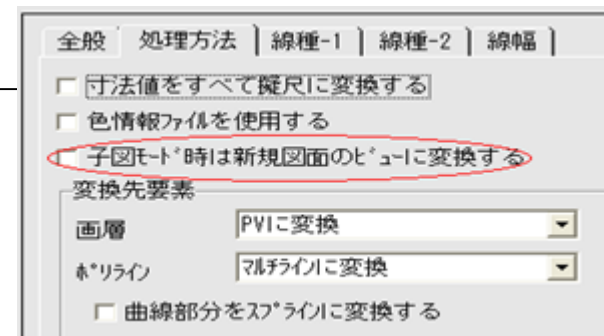 全般 処理方法 線種-1 線種-2 線幅
寸法値をすべて擬尺に変換する
色情報ﾌｧｲﾙを使用する
子図ﾓｰﾄﾞ時は新規図面のﾋﾞｭｰに変換する
変換先要素
画層 PVIに変換
ﾎﾟﾘﾗｲﾝ ﾏﾙﾁﾗｲﾝに変換
曲線部分をｽﾌﾟﾗｲﾝに変換する